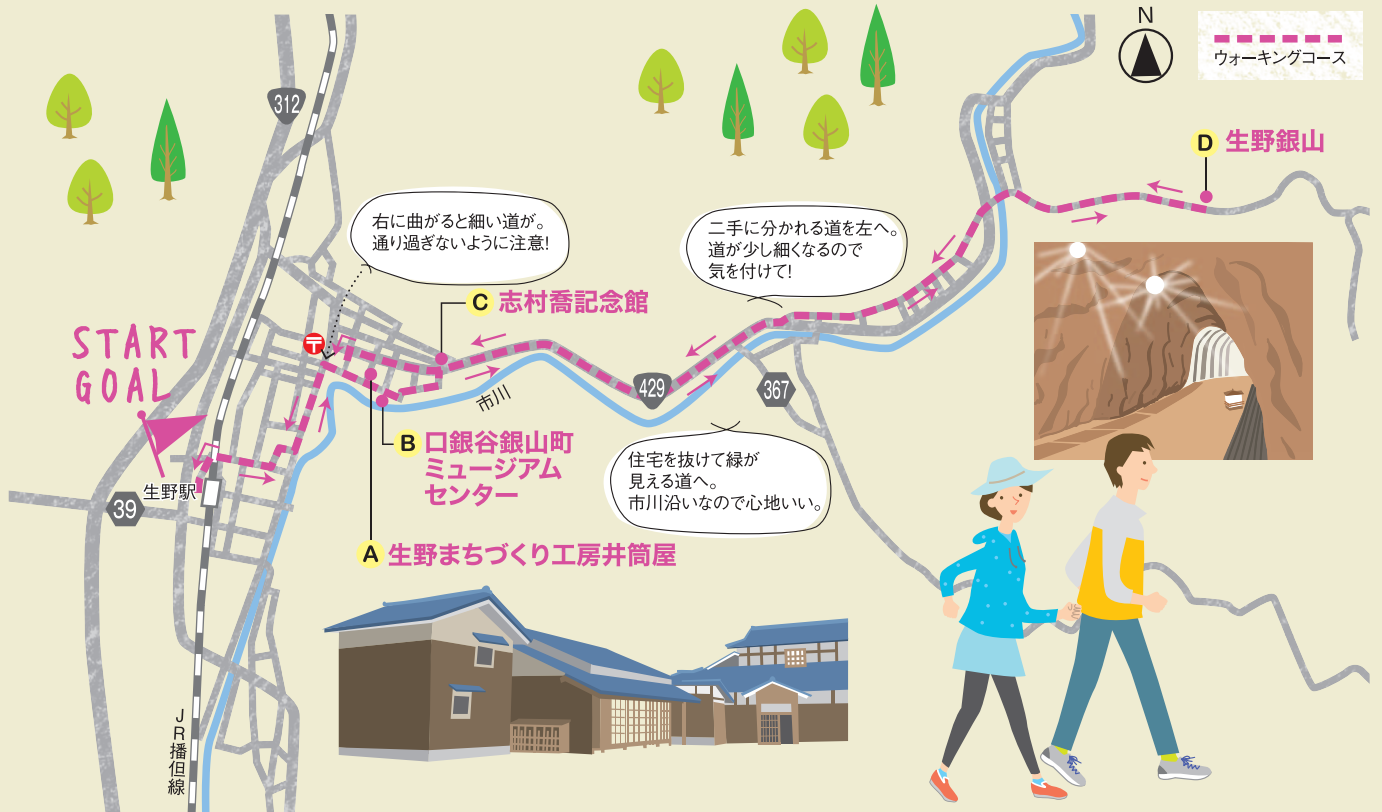 N
ウォーキングコース
312
D 生野銀山
右に曲がると細い道が。
通り過ぎないように注意!
二手に分かれる道を左へ。
道が少し細くなるので
気を付けて!
C 志村喬記念館
START
GOAL
〒
市川
429
367
B 口銀谷銀山町
ミュージアム
センター
住宅を抜けて緑が
見える道へ。
市川沿いなので心地いい。
生野駅
39
A 生野まちづくり工房井筒屋
JR播但線